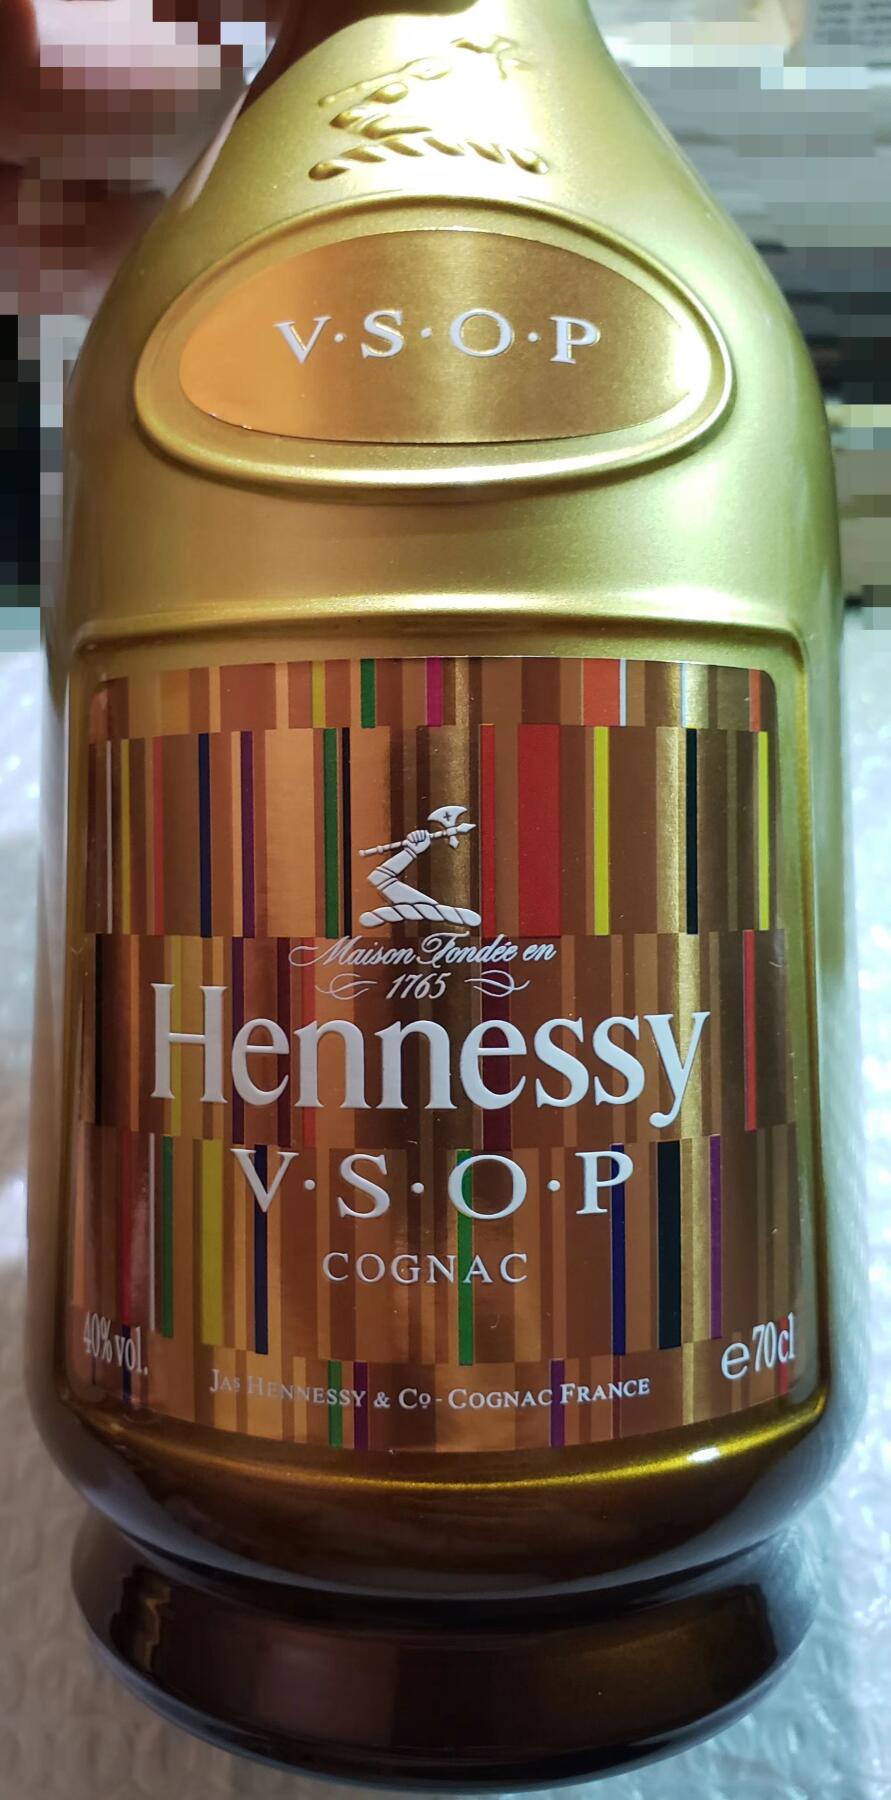 V·S·O·P
Maison Fondée en
1765
Hennessy
V·S·O·P
COGNAC
40% vol.
e 70cl
Jas Hennessy & Co - Cognac France